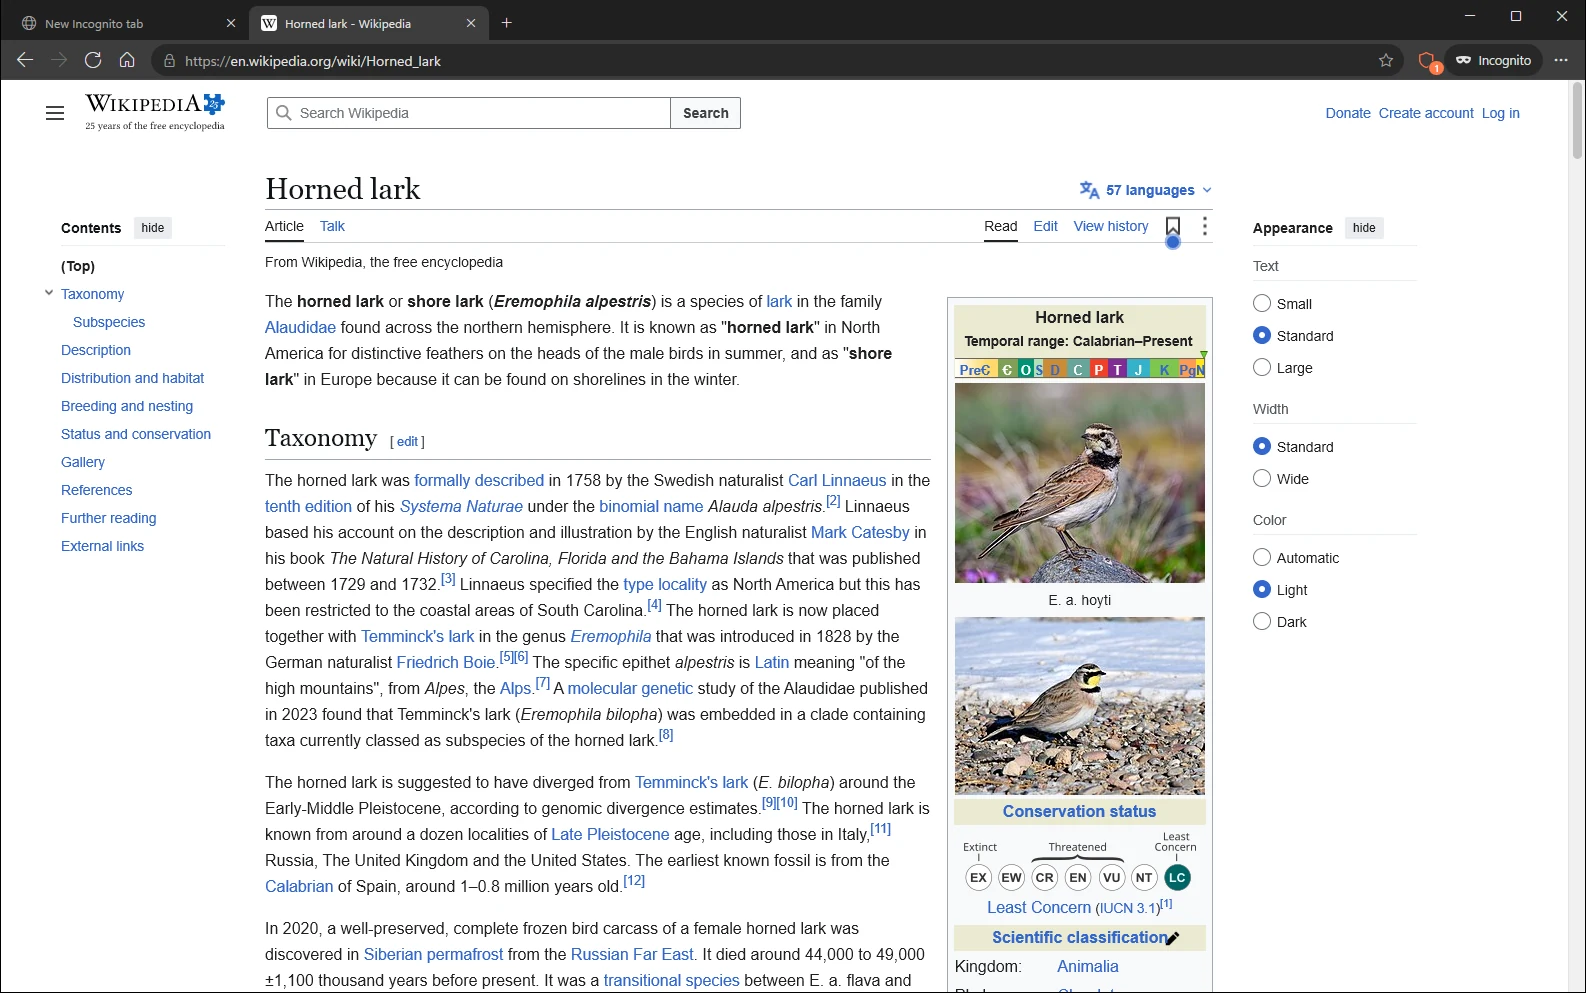 New Incognito tab
Horned lark - Wikipedia
https://en.wikipedia.org/wiki/Horned_lark
1
Incognito
WIKIPEDIA 25
25 years of the free encyclopedia
Search Wikipedia
Search
Donate Create account Log in
Horned lark
57 languages
Article Talk
Read Edit View history
From Wikipedia, the free encyclopedia
Contents hide
(Top)
Taxonomy
Subspecies
Description
Distribution and habitat
Breeding and nesting
Status and conservation
Gallery
References
Further reading
External links
The horned lark or shore lark (Eremophila alpestris) is a species of lark in the family
Alaudidae found across the northern hemisphere. It is known as "horned lark" in North
America for distinctive feathers on the heads of the male birds in summer, and as "shore
lark" in Europe because it can be found on shorelines in the winter.
Taxonomy [ edit ]
The horned lark was formally described in 1758 by the Swedish naturalist Carl Linnaeus in the
tenth edition of his Systema Naturae under the binomial name Alauda alpestris.[2] Linnaeus
based his account on the description and illustration by the English naturalist Mark Catesby in
his book The Natural History of Carolina, Florida and the Bahama Islands that was published
between 1729 and 1732.[3] Linnaeus specified the type locality as North America but this has
been restricted to the coastal areas of South Carolina.[4] The horned lark is now placed
together with Temminck's lark in the genus Eremophila that was introduced in 1828 by the
German naturalist Friedrich Boie.[5][6] The specific epithet alpestris is Latin meaning "of the
high mountains", from Alpes, the Alps.[7] A molecular genetic study of the Alaudidae published
in 2023 found that Temminck's lark (Eremophila bilopha) was embedded in a clade containing
taxa currently classed as subspecies of the horned lark.[8]
The horned lark is suggested to have diverged from Temminck's lark (E. bilopha) around the
Early-Middle Pleistocene, according to genomic divergence estimates.[9][10] The horned lark is
known from around a dozen localities of Late Pleistocene age, including those in Italy,[11]
Russia, The United Kingdom and the United States. The earliest known fossil is from the
Calabrian of Spain, around 1–0.8 million years old.[12]
In 2020, a well-preserved, complete frozen bird carcass of a female horned lark was
discovered in Siberian permafrost from the Russian Far East. It died around 44,000 to 49,000
±1,100 thousand years before present. It was a transitional species between E. a. flava and
Horned lark
Temporal range: Calabrian–Present
PreꞒ Ꞓ O S D C P T J K Pg N
E. a. hoyti
Conservation status
Extinct Threatened Least
Concern
EX EW CR EN VU NT LC
Least Concern (IUCN 3.1)[1]
Scientific classification
Kingdom: Animalia
Appearance hide
Text
Small
Standard
Large
Width
Standard
Wide
Color
Automatic
Light
Dark